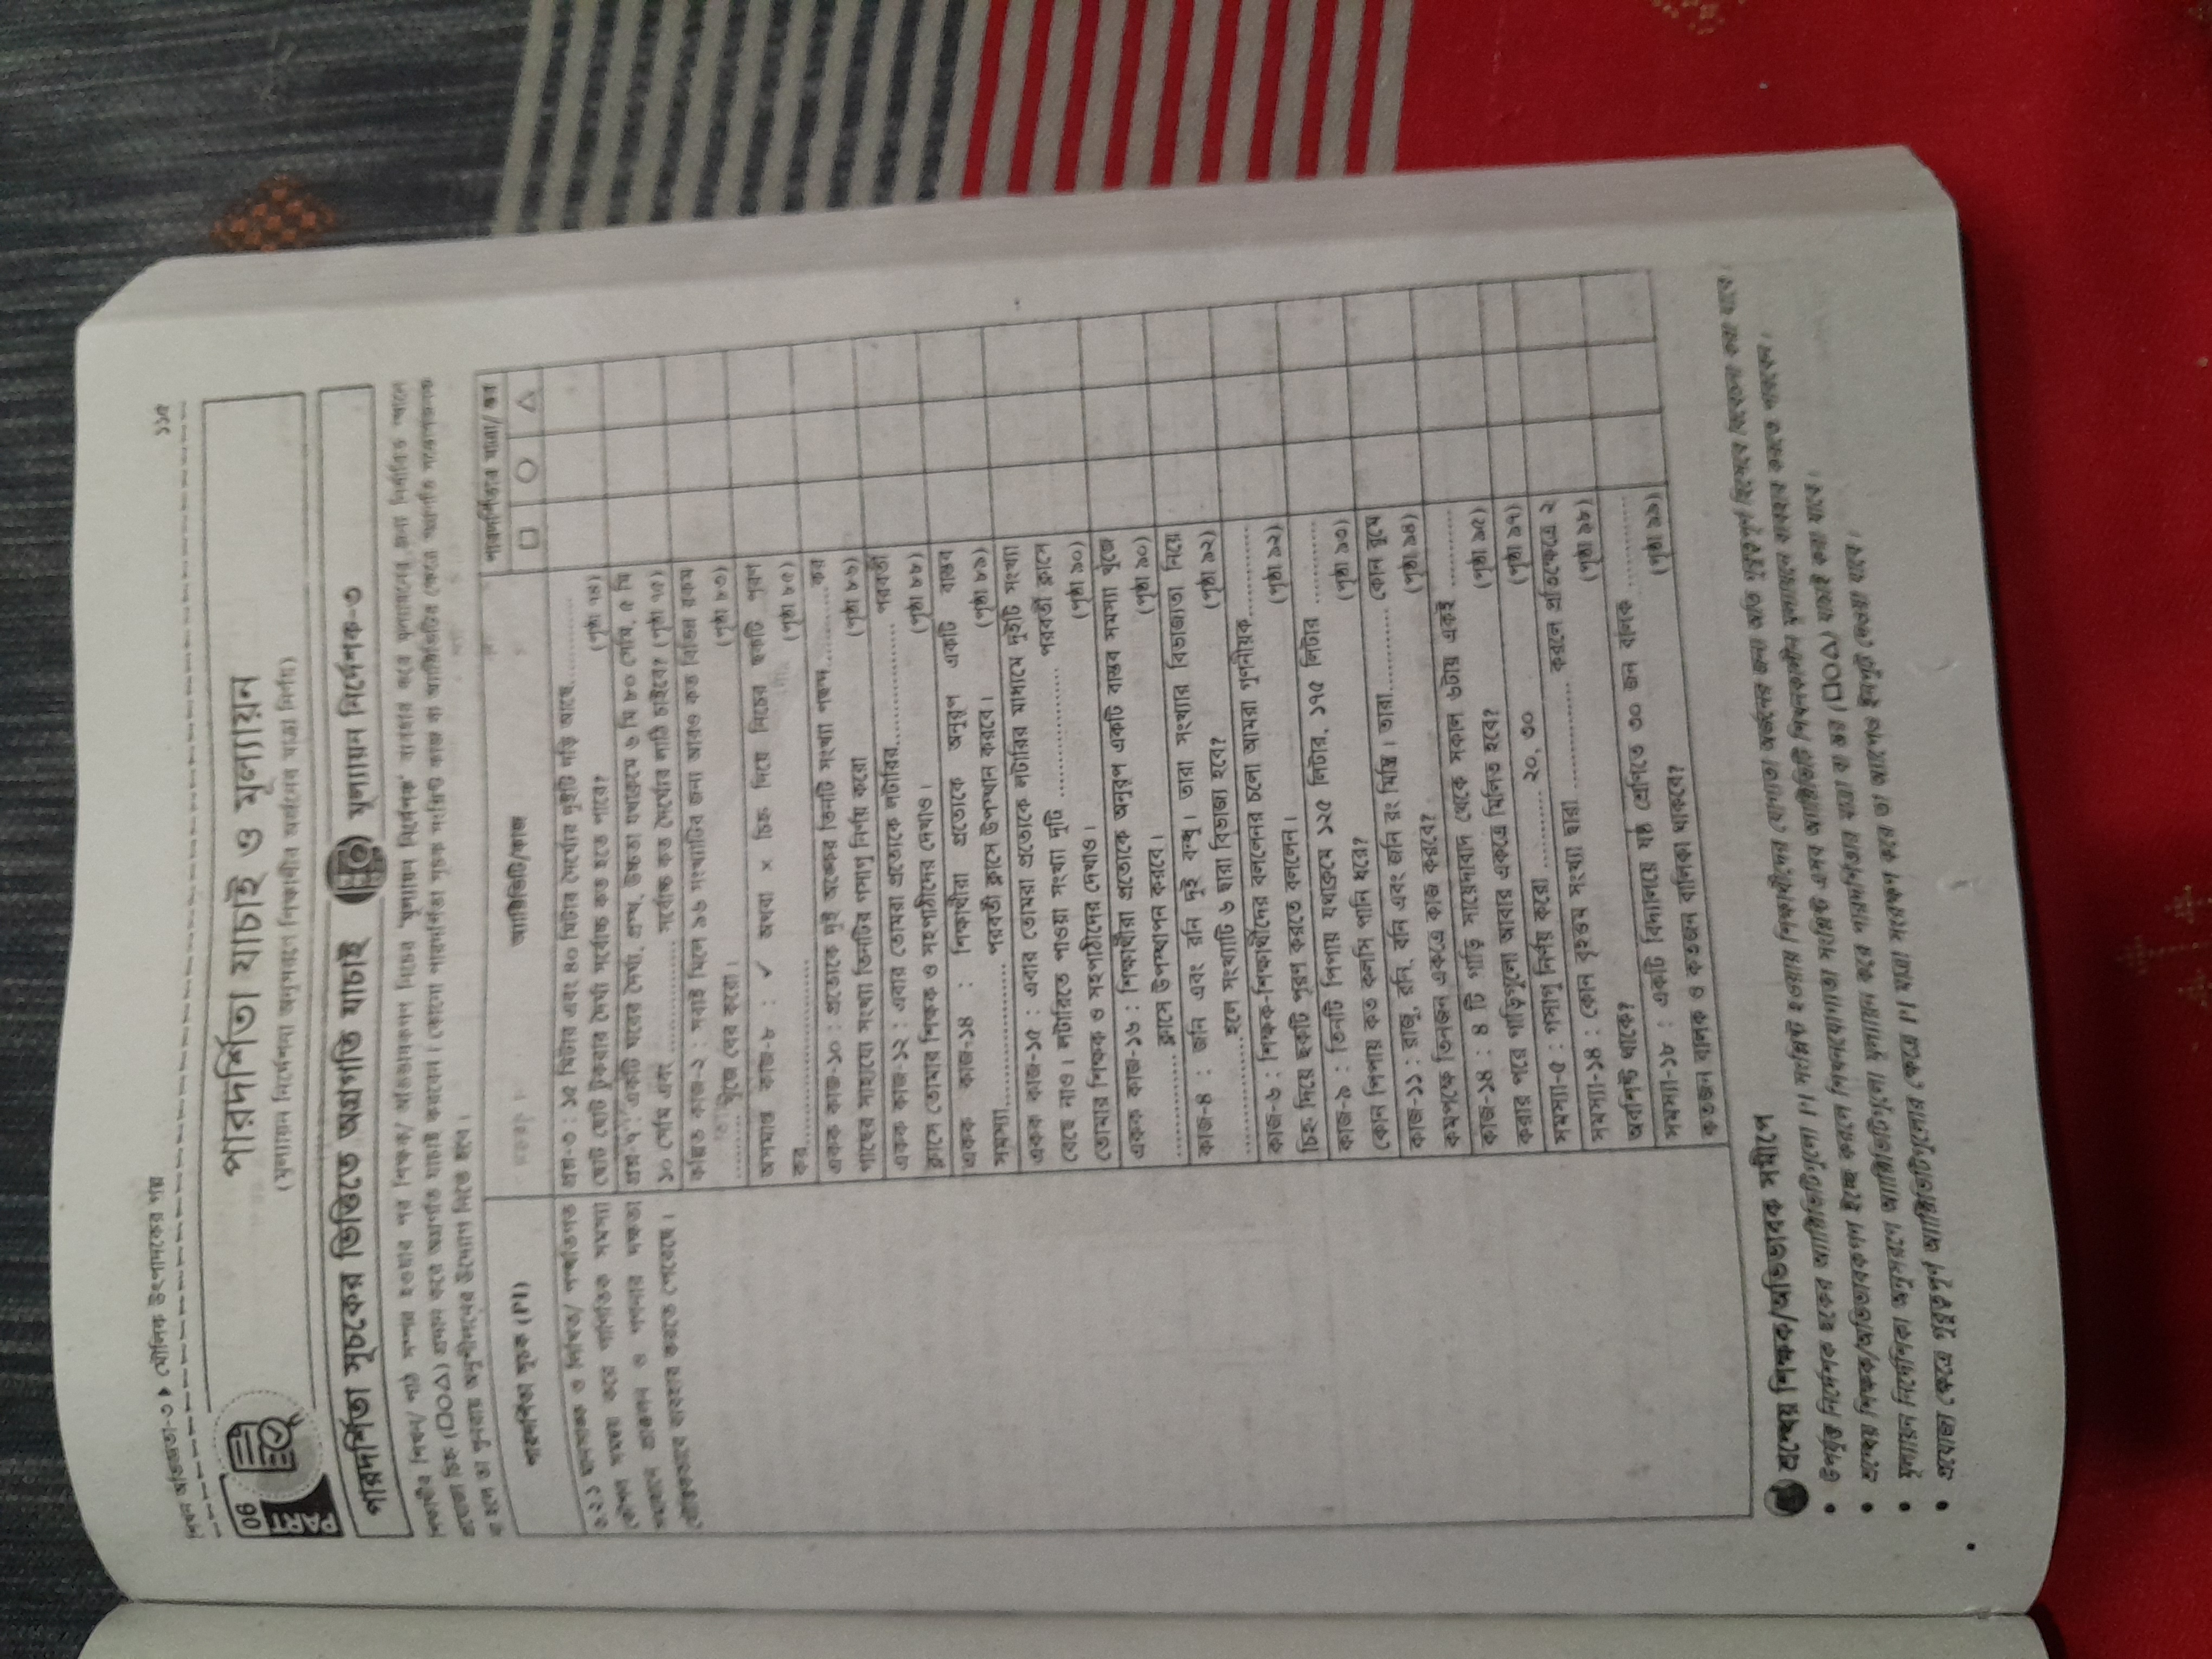 শিখন অভিজ্ঞতা-৩ ▶ মৌলিক উৎপাদকের গল্প
১১৫
PART 06
পারদর্শিতা যাচাই ও মূল্যায়ন
(মূল্যায়ন নির্দেশনা অনুসরণে শিক্ষার্থীর অর্জনের মাত্রা নির্ণয়)
পারদর্শিতা সূচকের ভিত্তিতে অগ্রগতি যাচাই মূল্যায়ন নির্দেশক-৩
শিক্ষার্থীর শিখন/ পাঠ সম্পন্ন হওয়ার পর শিক্ষক/ অভিভাবকগণ নিচের 'মূল্যায়ন নির্দেশক' ব্যবহার করে মূল্যায়নের জন্য নির্ধারিত স্থানে
প্রযোজ্য চিহ্ন (□○△) প্রদান করে অগ্রগতি যাচাই করবেন। কোনো পারদর্শিতা সূচক সংশ্লিষ্ট কাজ বা অ্যাক্টিভিটির ক্ষেত্রে অগ্রগতি সন্তোষজনক
না হলে তা পুনরায় অনুশীলনের উদ্যোগ নিতে হবে।
পারদর্শিতা সূচক (PI)
অ্যাক্টিভিটি/কাজ
পারদর্শিতার মাত্রা/ স্তর
□ ○ △
৬.২.১ মানসাঙ্ক ও লিখিত/ পদ্ধতিগত
কৌশল সমন্বয় করে গাণিতিক সমস্যা
সমাধানে প্রাক্কলন ও গণনার দক্ষতা
যৌক্তিকভাবে ব্যবহার করতে পেরেছে।
প্রশ্ন-৩ : ১৫ মিটার এবং ৪০ মিটার দৈর্ঘ্যের দুইটি দড়ি আছে.............
ছোট ছোট টুকরার দৈর্ঘ্য সর্বোচ্চ কত হতে পারে? (পৃষ্ঠা ৭৪)
প্রশ্ন-৭ : একটি ঘরের দৈর্ঘ্য, প্রস্থ, উচ্চতা যথাক্রমে ৬ মি ৮০ সেমি, ৫ মি
১০ সেমি এবং ................ সর্বোচ্চ কত দৈর্ঘ্যের লাঠি চাইবে? (পৃষ্ঠা ৭৫)
কল্পিত কাজ-২ : সবাই মিলে ৯৬ সংখ্যাটির জন্য আরও কত বিভিন্ন রকম
......... খুঁজে বের করো। (পৃষ্ঠা ৮৩)
অসমাপ্ত কাজ-৮ : ✓ অথবা × চিহ্ন দিয়ে নিচের ছকটি পূরণ
কর........................... (পৃষ্ঠা ৮৫)
একক কাজ-১০ : প্রত্যেকে দুই অঙ্কের তিনটি সংখ্যা পছন্দ............কর
গাছের সাহায্যে সংখ্যা তিনটির গসাগু নির্ণয় করো (পৃষ্ঠা ৮৬)
একক কাজ-১২ : এবার তোমরা প্রত্যেকে লটারির.................. পরবর্তী
ক্লাসে তোমার শিক্ষক ও সহপাঠীদের দেখাও। (পৃষ্ঠা ৮৮)
একক কাজ-১৪ : শিক্ষার্থীরা প্রত্যেকে অনুরূপ একটি বাস্তব
সমস্যা..................... পরবর্তী ক্লাসে উপস্থান করবে। (পৃষ্ঠা ৮৯)
একক কাজ-১৫ : এবার তোমরা প্রত্যেকে লটারির মাধ্যমে দুইটি সংখ্যা
বেছে নাও। লটারিতে পাওয়া সংখ্যা দুটি ................... পরবর্তী ক্লাসে
তোমার শিক্ষক ও সহপাঠীদের দেখাও। (পৃষ্ঠা ৯০)
একক কাজ-১৬ : শিক্ষার্থীরা প্রত্যেকে অনুরূপ একটি বাস্তব সমস্যা খুঁজে
............... ক্লাসে উপস্থাপন করবে। (পৃষ্ঠা ৯০)
কাজ-৪ : জনি এবং রনি দুই বন্ধু। তারা সংখ্যার বিভাজ্যতা নিয়ে
.................হলে সংখ্যাটি ৬ দ্বারা বিভাজ্য হবে? (পৃষ্ঠা ৯২)
কাজ-৬ : শিক্ষক-শিক্ষার্থীদের বললেনর চলো আমরা গুণনীয়ক.............
চিহ্ন দিয়ে ছকটি পূরণ করতে বললেন। (পৃষ্ঠা ৯২)
কাজ-৯ : তিনটি পিপায় যথাক্রমে ১২৫ লিটার, ১৭৫ লিটার ............
কোন পিপায় কত কলসি পানি ধরে? (পৃষ্ঠা ৯৩)
কাজ-১১ : রাজু, রনি, বনি এবং জনি রং মিস্ত্রি। তারা............ কোন রুমে
কমপক্ষে তিনজন একত্রে কাজ করবে? (পৃষ্ঠা ৯৪)
কাজ-১৪ : ৪ টি গাড়ি সায়েদাবাদ থেকে সকাল ৬টায় একই ...........
করার পরে গাড়িগুলো আবার একত্রে মিলিত হবে? (পৃষ্ঠা ৯৫)
সমস্যা-৫ : গসাগু নির্ণয় করো ........... ২০, ৩০ (পৃষ্ঠা ৯৭)
সমস্যা-১৪ : কোন বৃহত্তম সংখ্যা দ্বারা ............... করলে প্রতিক্ষেত্রে ২
অবশিষ্ট থাকে? (পৃষ্ঠা ৯৮)
সমস্যা-১৮ : একটি বিদ্যালয়ে ষষ্ঠ শ্রেণিতে ৩০ জন বালক .............
কতজন বালক ও কতজন বালিকা থাকবে? (পৃষ্ঠা ৯৯)
শ্রদ্ধেয় শিক্ষক/অভিভাবক সমীপে
• উপর্যুক্ত নির্দেশক ছকের অ্যাক্টিভিটিগুলো PI সংশ্লিষ্ট হওয়ায় শিক্ষার্থীদের যোগ্যতা অর্জনের জন্য অতি গুরুত্বপূর্ণ হিসেবে বিবেচনা করা যাবে।
• শ্রদ্ধেয় শিক্ষক/অভিভাবকগণ ইচ্ছে করলে শিখনযোগ্যতা সংশ্লিষ্ট এসব অ্যাক্টিভিটি শিখনকালীন মূল্যায়নে ব্যবহার করতে পারবেন।
• মূল্যায়ন নির্দেশিকা অনুসরণে অ্যাক্টিভিটিগুলো মূল্যায়ন করে পারদর্শিতার মাত্রা বা স্তর (□○△) যাচাই করা যাবে।
• প্রযোজ্য ক্ষেত্রে গুরুত্বপূর্ণ অ্যাক্টিভিটিগুলোর ক্ষেত্রে PI মাত্রা সংরক্ষণ করে তা অ্যাপেও ইনপুট দেওয়া যাবে।